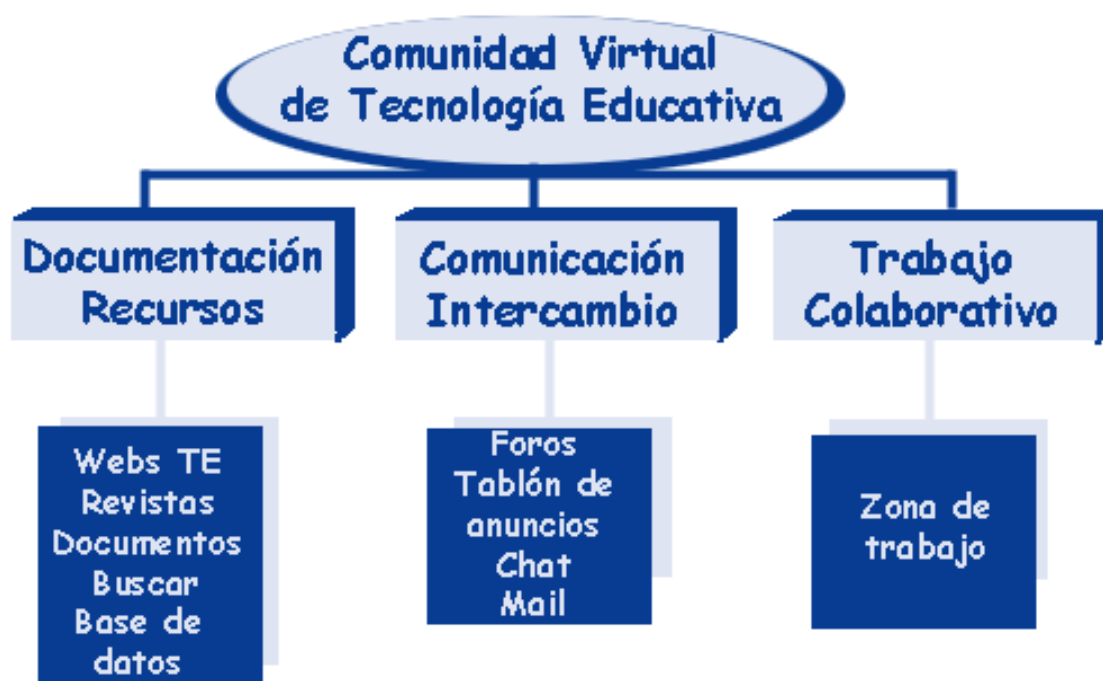 Comunidad Virtual
de Tecnología Educativa
Documentación
Recursos
Comunicación
Intercambio
Trabajo
Colaborativo
Webs TE
Revistas
Documentos
Buscar
Base de
datos
Foros
Tablón de
anuncios
Chat
Mail
Zona de
trabajo